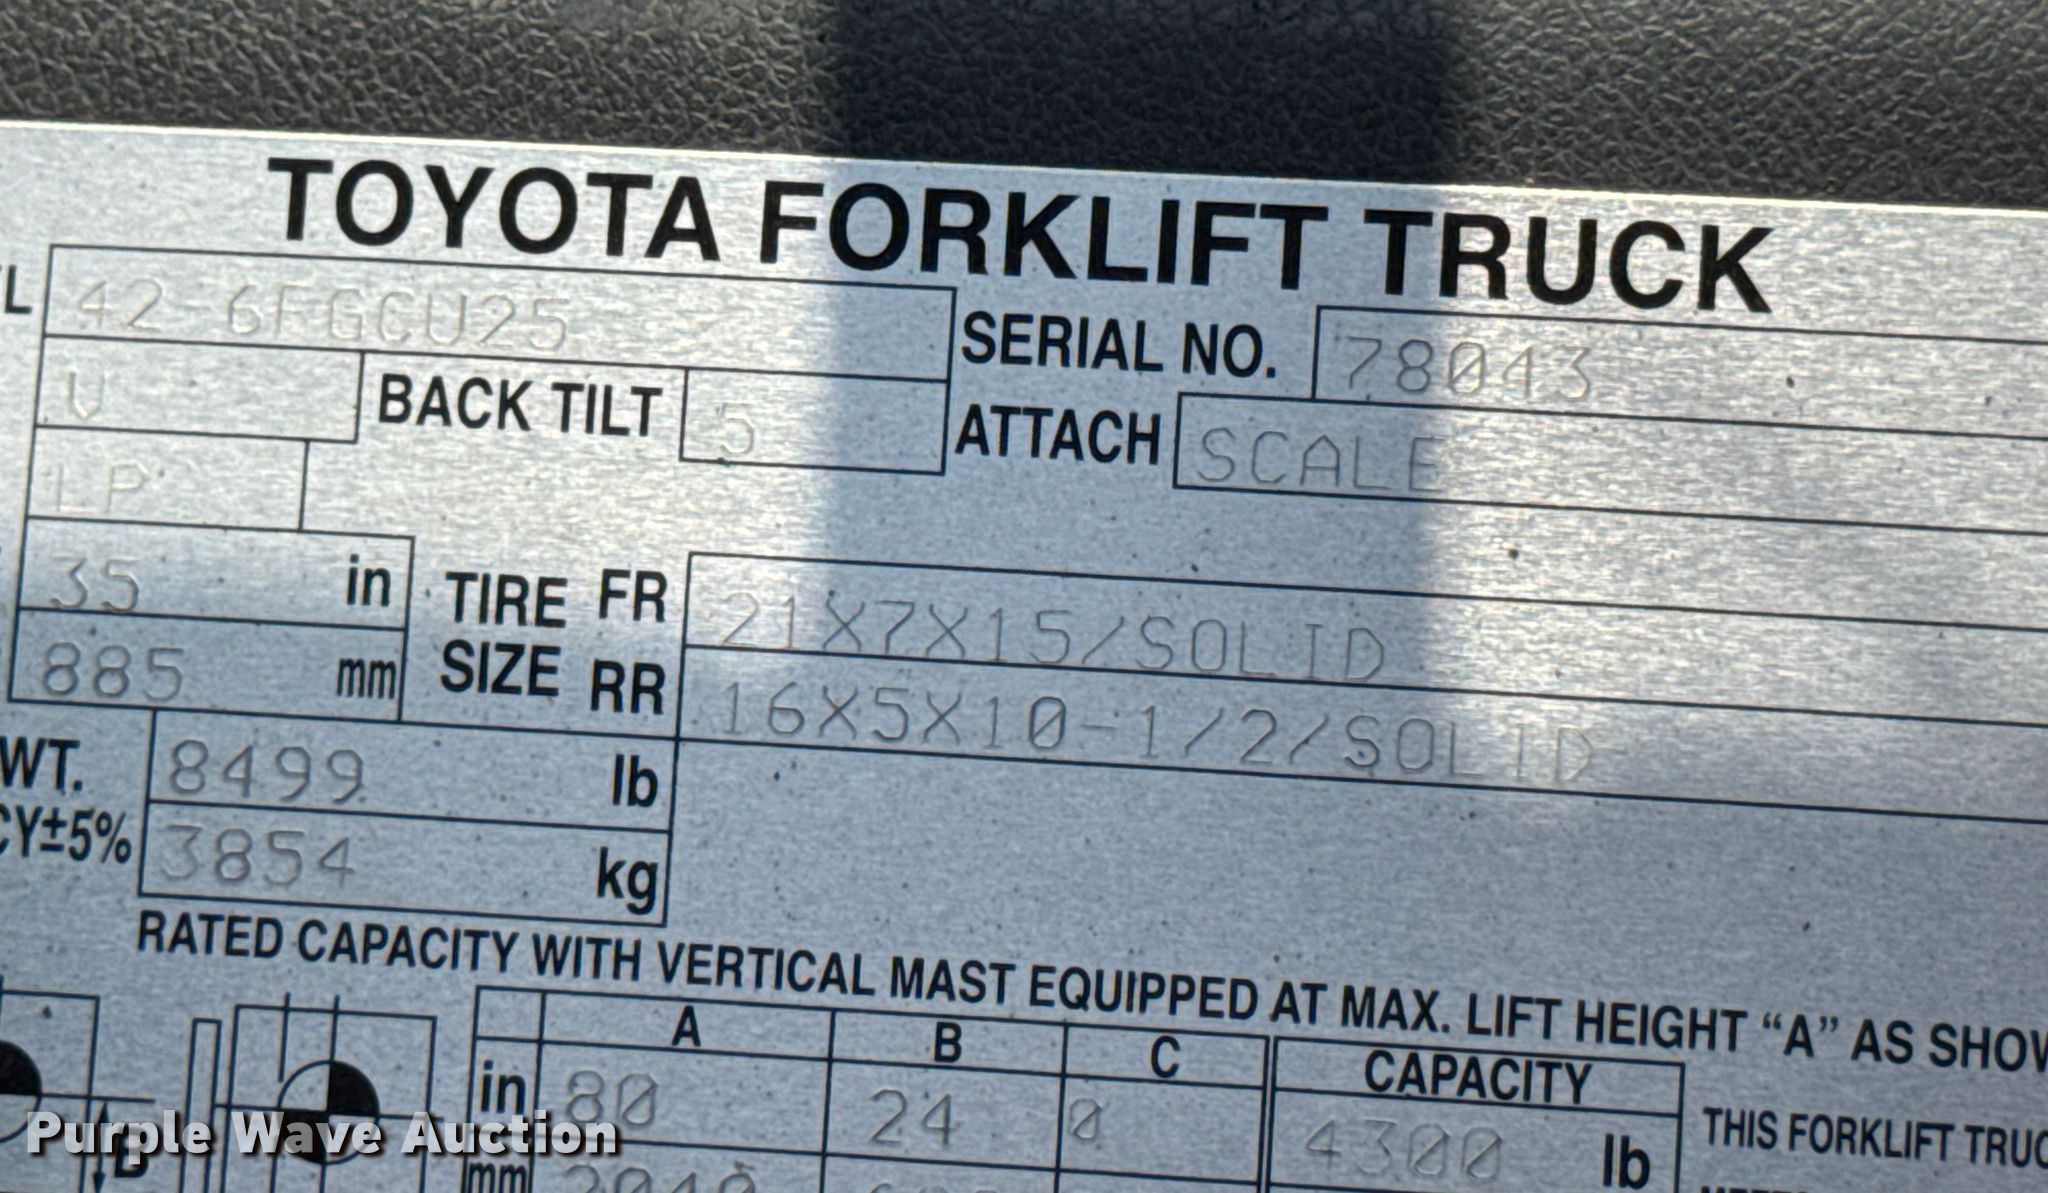 TOYOTA FORKLIFT TRUCK
L 42-6FGCU25 SERIAL NO. 78043
V BACK TILT 5 ATTACH SCALE
LP
35 in TIRE FR 21X7X15/SOLID
885 mm SIZE RR 16X5X10-1/2/SOLID
WT. 8499 lb
CY±5% 3854 kg
RATED CAPACITY WITH VERTICAL MAST EQUIPPED AT MAX. LIFT HEIGHT “A” AS SHOW
A B C CAPACITY
in 80 24 0 4300 lb THIS FORKLIFT TRUC
mm
B
Purple Wave Auction